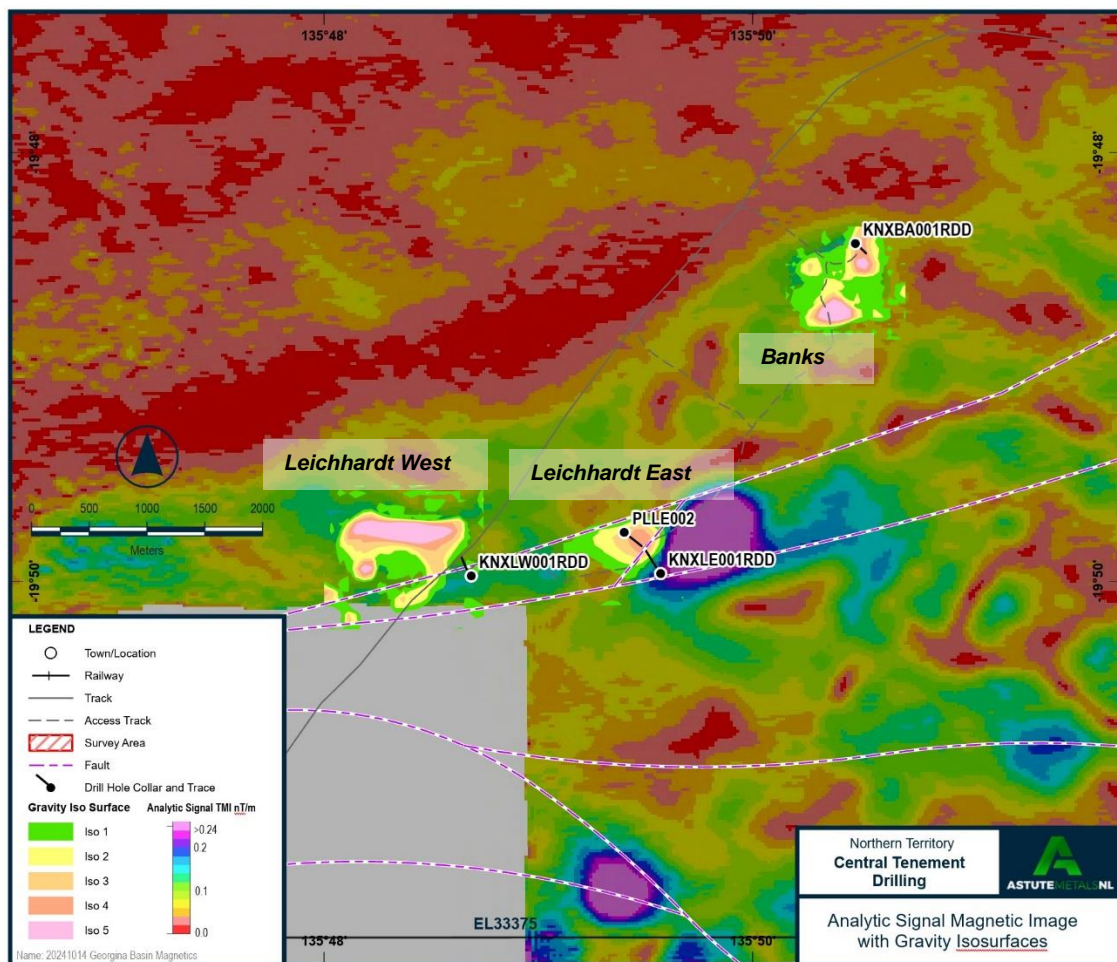 135°48'
135°50'
-19°48'
-19°48'
KNXBA001RDD
Banks
Leichhardt West
Leichhardt East
0 500 1000 1500 2000
Meters
PLLE002
KNXLW001RDD
KNXLE001RDD
-19°50'
-19°50'
LEGEND
Town/Location
Railway
Track
Access Track
Survey Area
Fault
Drill Hole Collar and Trace
Gravity Iso Surface
Iso 1
Iso 2
Iso 3
Iso 4
Iso 5
Analytic Signal TMI nT/m
>0.24
0.2
0.1
0.0
Name: 20241014 Georgina Basin Magnetics
EL33375
135°48'
135°50'
Northern Territory
Central Tenement
Drilling
ASTUTEMETALSNL
Analytic Signal Magnetic Image
with Gravity Isosurfaces